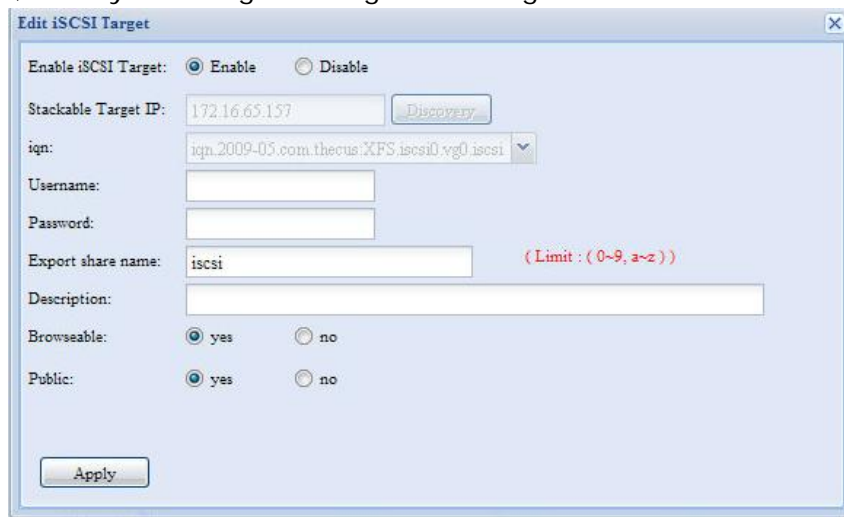 Edit iSCSI Target
Enable iSCSI Target: Enable Disable
Stackable Target IP: 172.16.65.157 Discovery
iqn: iqn.2009-05.com.thecus:XFS.iscsi0.vg0.iscsi
Username:
Password:
Export share name: iscsi ( Limit : ( 0~9, a~z ) )
Description:
Browseable: yes no
Public: yes no
Apply